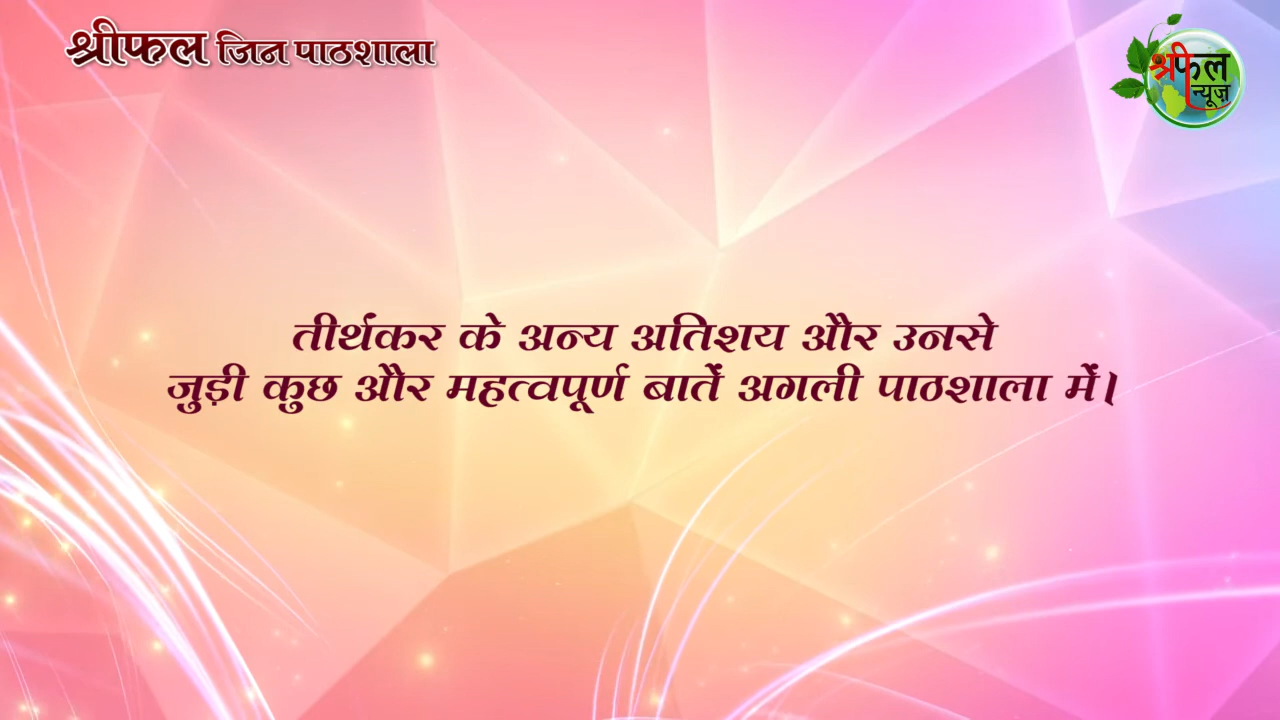 श्रीफल जिन पाठशाला
श्रीफल
न्यूज़
तीर्थंकर के अन्य अतिशय और उनसे
जुड़ी कुछ और महत्वपूर्ण बातें अगली पाठशाला में।